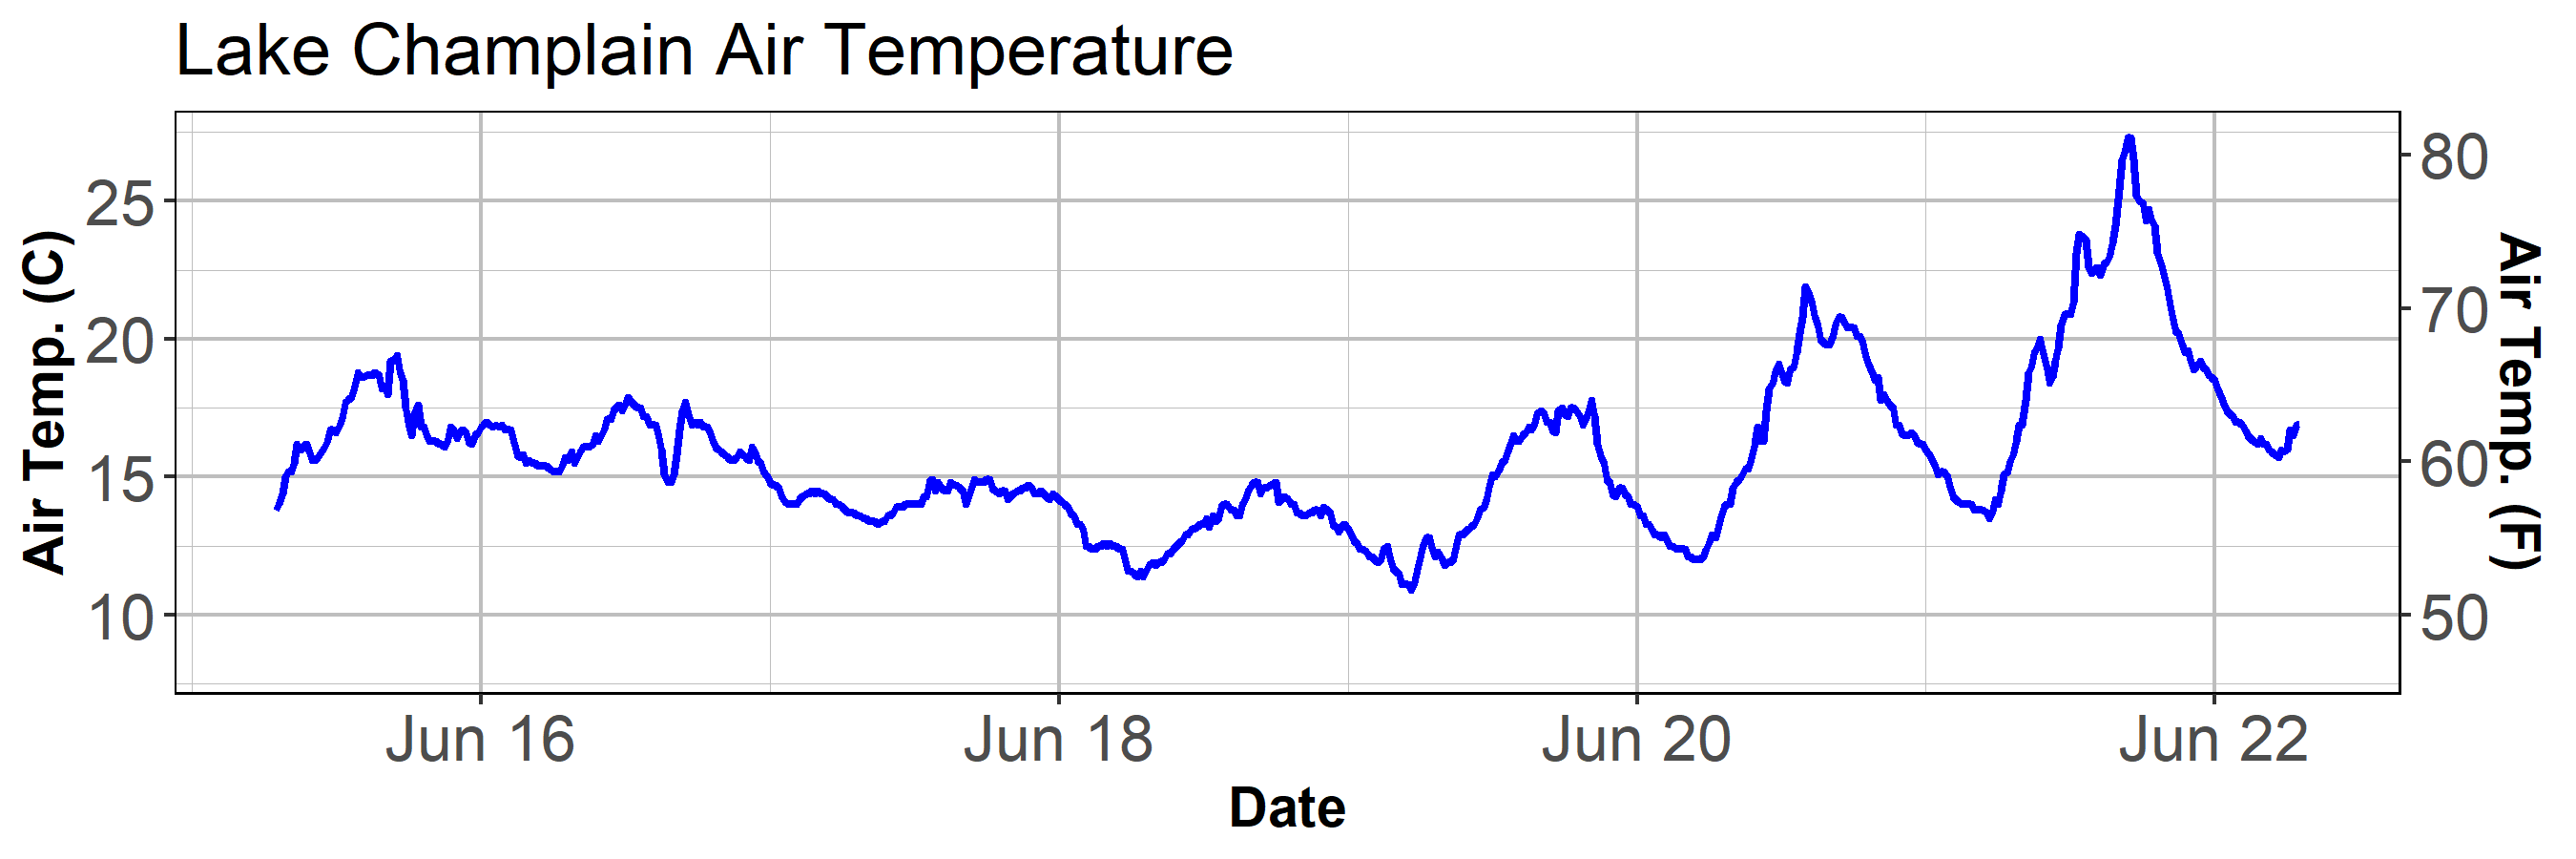 Lake Champlain Air Temperature
Air Temp. (C)
25
20
15
10
80
70
60
50
Air Temp. (F)
Jun 16
Jun 18
Jun 20
Jun 22
Date